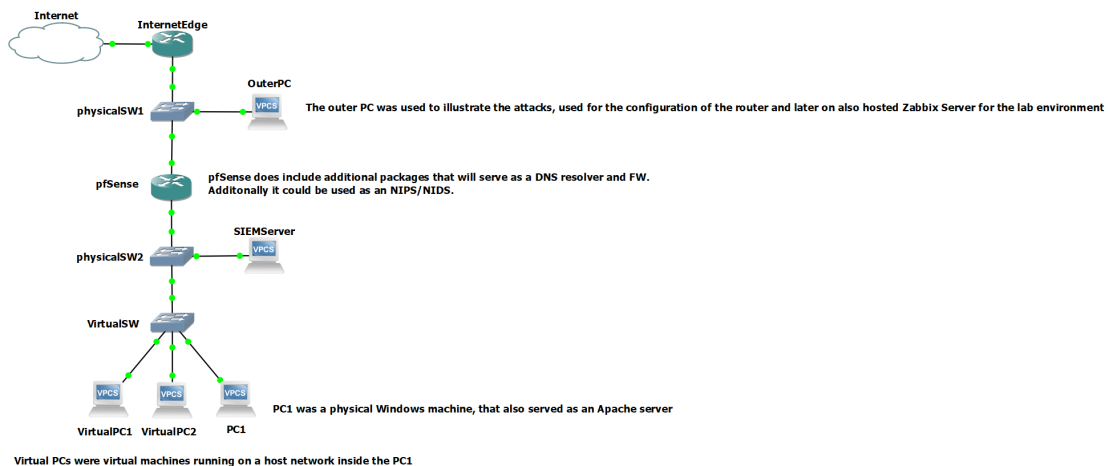 Internet
InternetEdge
OuterPC
VPCS
physicalSW1
The outer PC was used to illustrate the attacks, used for the configuration of the router and later on also hosted Zabbix Server for the lab environment
pfSense
pfSense does include additional packages that will serve as a DNS resolver and FW.
Additonally it could be used as an NIPS/NIDS.
SIEMServer
VPCS
physicalSW2
VirtualSW
VPCS
VPCS
VPCS
VirtualPC1
VirtualPC2
PC1
PC1 was a physical Windows machine, that also served as an Apache server
Virtual PCs were virtual machines running on a host network inside the PC1